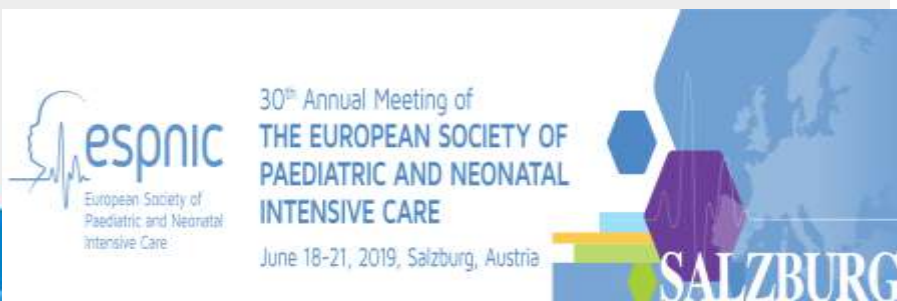 espnic
European Society of
Paediatric and Neonatal
Intensive Care
30th Annual Meeting of
THE EUROPEAN SOCIETY OF
PAEDIATRIC AND NEONATAL
INTENSIVE CARE
June 18-21, 2019, Salzburg, Austria
SALZBURG